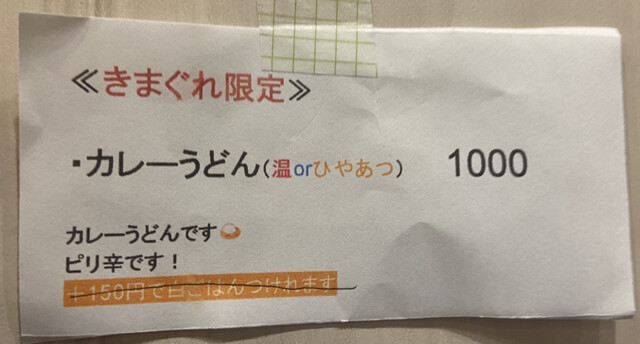 ≪きまぐれ限定≫
・カレーうどん(温orひやあつ) 1000
カレーうどんです🍛
ピリ辛です！
+150円で白ごはんつけれます